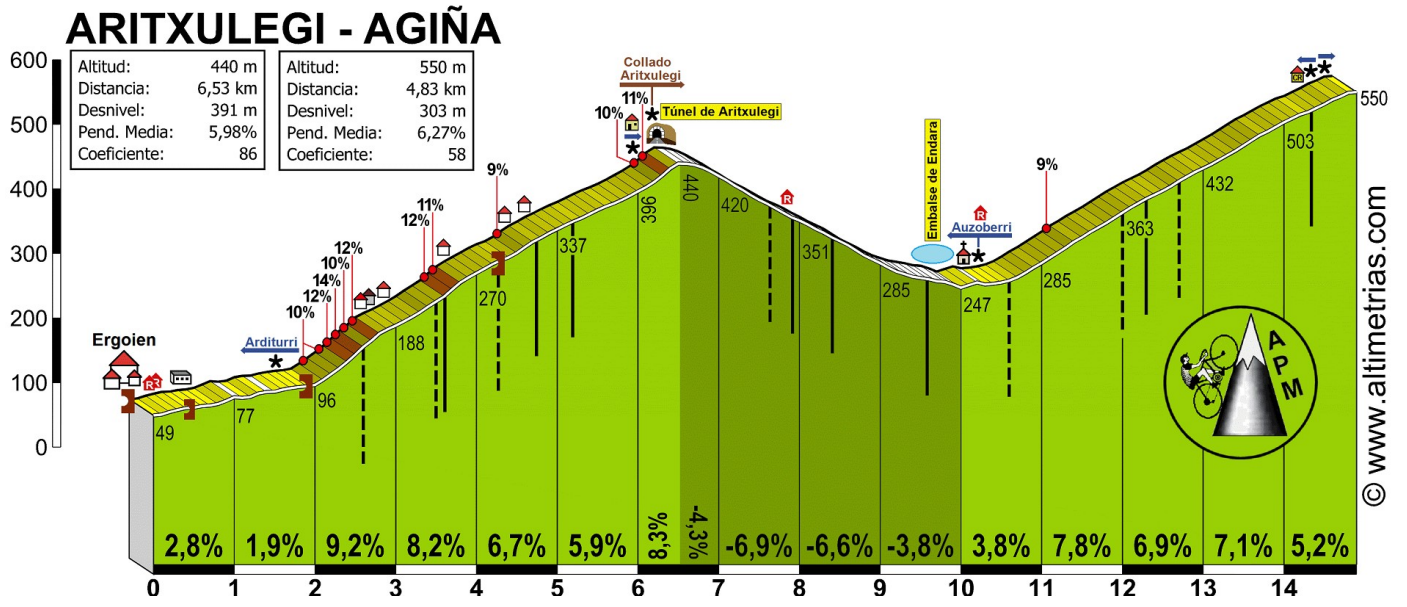 ARITXULEGI - AGIÑA
Altitud: 440 m
Distancia: 6,53 km
Desnivel: 391 m
Pend. Media: 5,98%
Coeficiente: 86
Altitud: 550 m
Distancia: 4,83 km
Desnivel: 303 m
Pend. Media: 6,27%
Coeficiente: 58
600
500
400
300
200
100
0
Collado
Aritxulegi
Túnel de Aritxulegi
11%
10%
9%
11%
12%
12%
10%
14%
12%
10%
Arditurri
Ergoien
R R
R
Embalse de Endara
R
Auzoberri
9%
CR
49
77
96
188
270
337
396
440
420
351
285
247
285
363
432
503
550
APM
© www.altimetrias.com
2,8% 1,9% 9,2% 8,2% 6,7% 5,9% 8,3% -4,3% -6,9% -6,6% -3,8% 3,8% 7,8% 6,9% 7,1% 5,2%
0 1 2 3 4 5 6 7 8 9 10 11 12 13 14